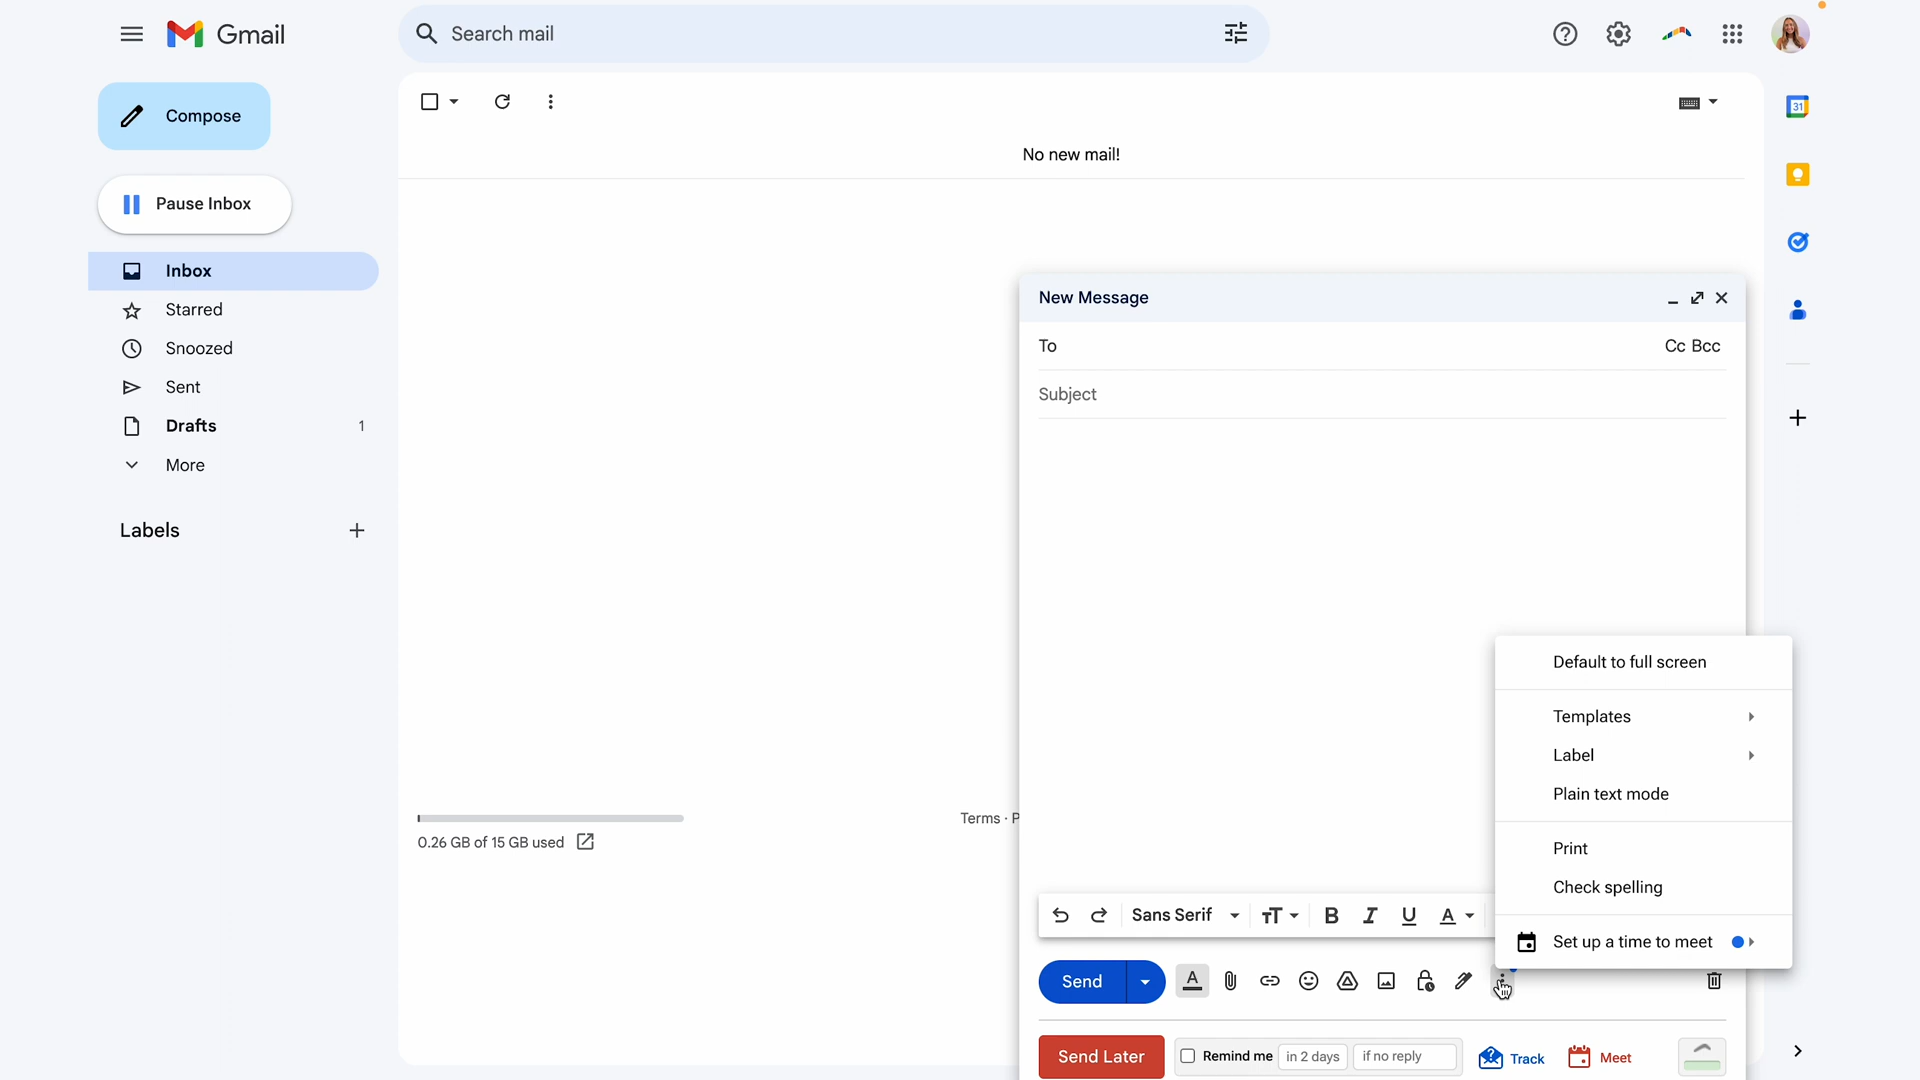 Gmail
Search mail
Compose
Pause Inbox
Inbox
Starred
Snoozed
Sent
Drafts 1
More
Labels
No new mail!
31
0.26 GB of 15 GB used
Terms · P
New Message
To
Cc Bcc
Subject
Default to full screen
Templates
Label
Plain text mode
Print
Check spelling
Set up a time to meet
Sans Serif
B I U A
Send
A
Send Later
Remind me in 2 days if no reply
Track
Meet